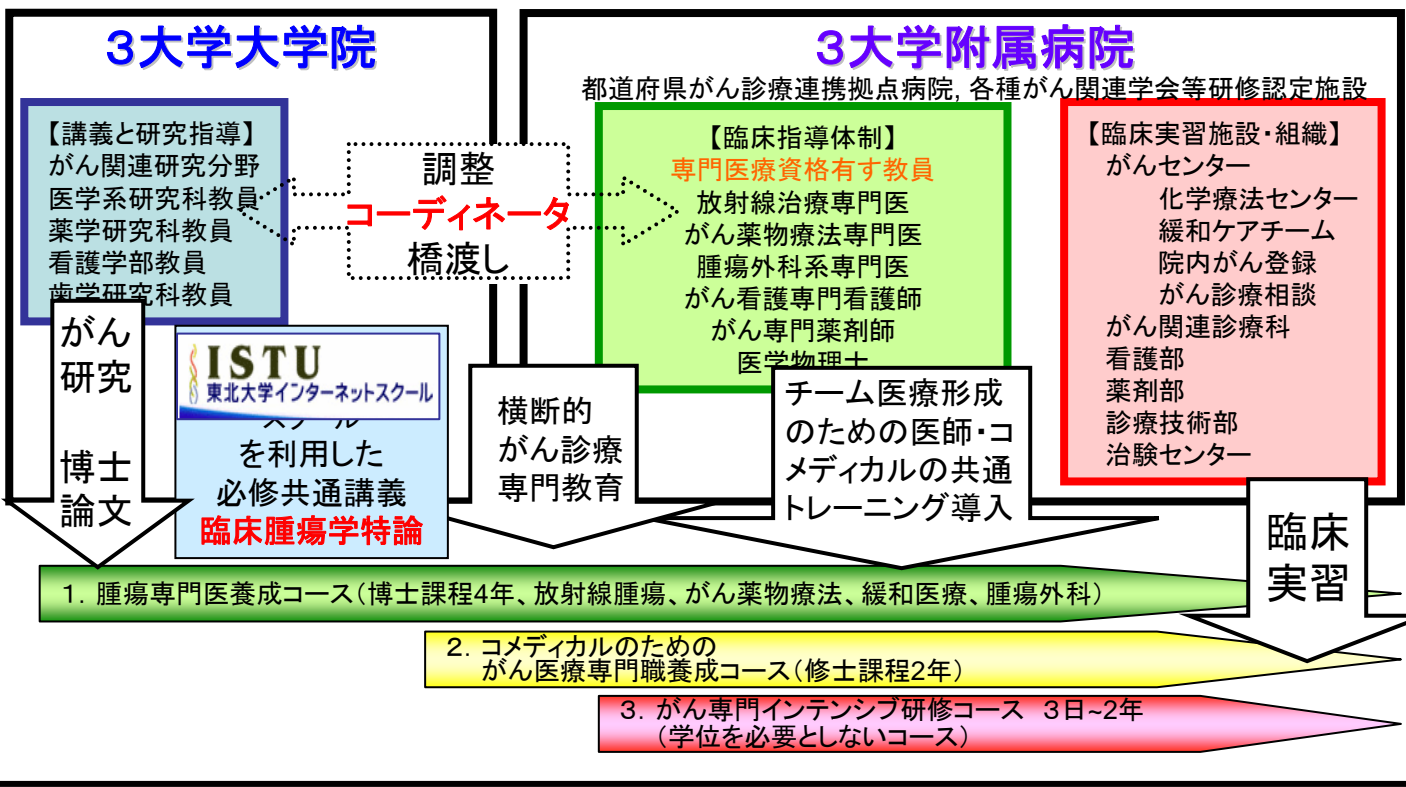 3大学大学院
【講義と研究指導】
がん関連研究分野
医学系研究科教員
薬学研究科教員
看護学部教員
歯学研究科教員
調整
コーディネータ
橋渡し
3大学附属病院
都道府県がん診療連携拠点病院, 各種がん関連学会等研修認定施設
【臨床指導体制】
専門医療資格有す教員
放射線治療専門医
がん薬物療法専門医
腫瘍外科系専門医
がん看護専門看護師
がん専門薬剤師
医学物理士
【臨床実習施設・組織】
がんセンター
化学療法センター
緩和ケアチーム
院内がん登録
がん診療相談
がん関連診療科
看護部
薬剤部
診療技術部
治験センター
がん
研究
博士
論文
ISTU
東北大学インターネットスクール
スクール
を利用した
必修共通講義
臨床腫瘍学特論
横断的
がん診療
専門教育
チーム医療形成
のための医師・コ
メディカルの共通
トレーニング導入
臨床
実習
1. 腫瘍専門医養成コース(博士課程4年、放射線腫瘍、がん薬物療法、緩和医療、腫瘍外科)
2. コメディカルのための
がん医療専門職養成コース(修士課程2年)
3. がん専門インテンシブ研修コース 3日~2年
(学位を必要としないコース)